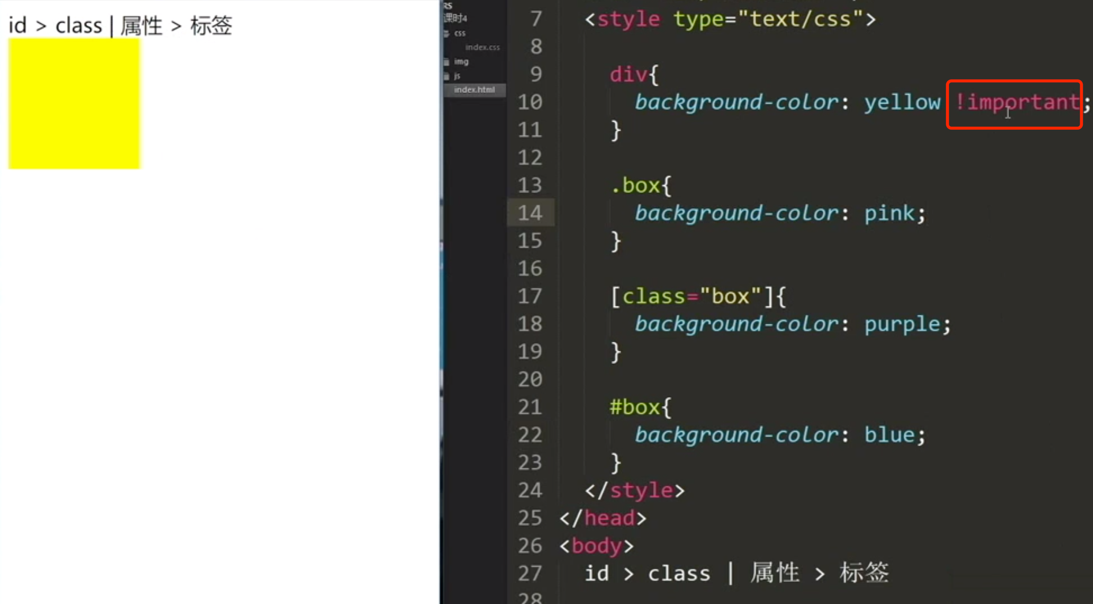 id > class | 属性 > 标签
RS
课时4
css
index.css
img
js
index.html
7 <style type="text/css">
8
9 div{
10 background-color: yellow !important;
11 }
12
13 .box{
14 background-color: pink;
15 }
16
17 [class="box"]{
18 background-color: purple;
19 }
20
21 #box{
22 background-color: blue;
23 }
24 </style>
25 </head>
26 <body>
27 id > class | 属性 > 标签
28